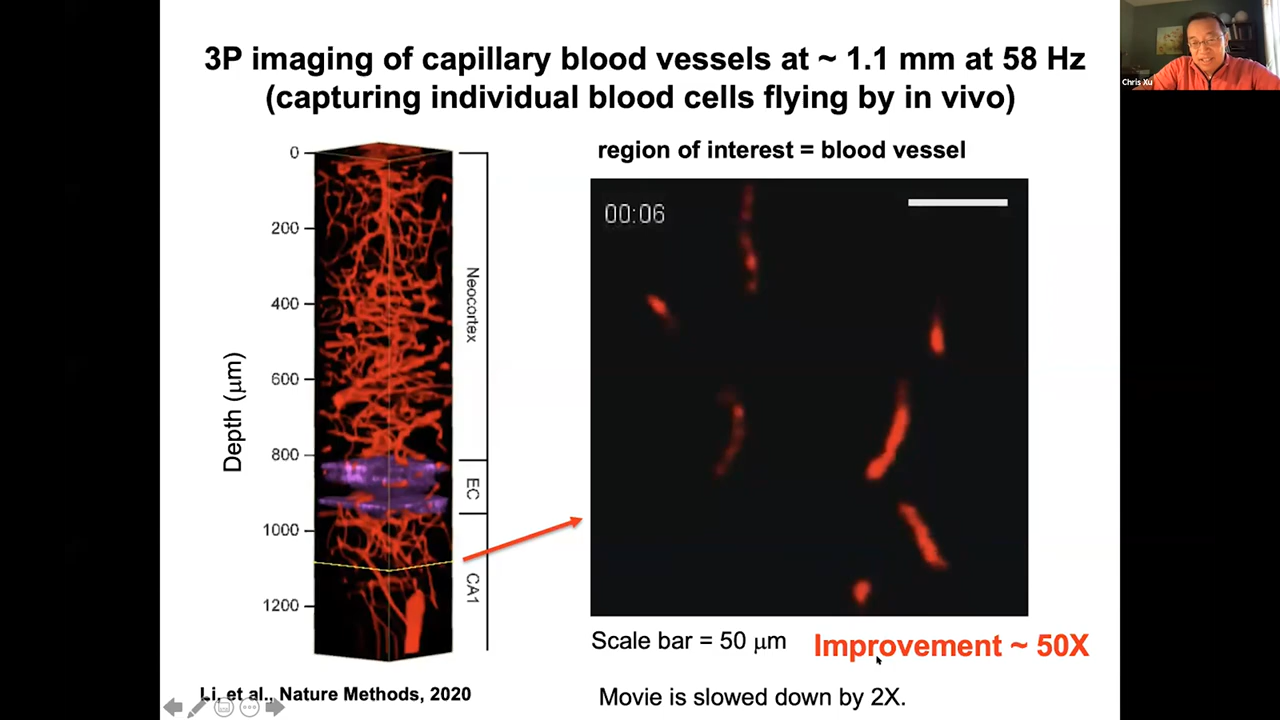 3P imaging of capillary blood vessels at ~ 1.1 mm at 58 Hz
(capturing individual blood cells flying by in vivo)
Chris Xu
region of interest = blood vessel
Depth (μm)
0
200
400
600
800
1000
1200
Neocortex
EC
CA1
00:06
Scale bar = 50 μm
Improvement ~ 50X
Li, et al., Nature Methods, 2020
Movie is slowed down by 2X.